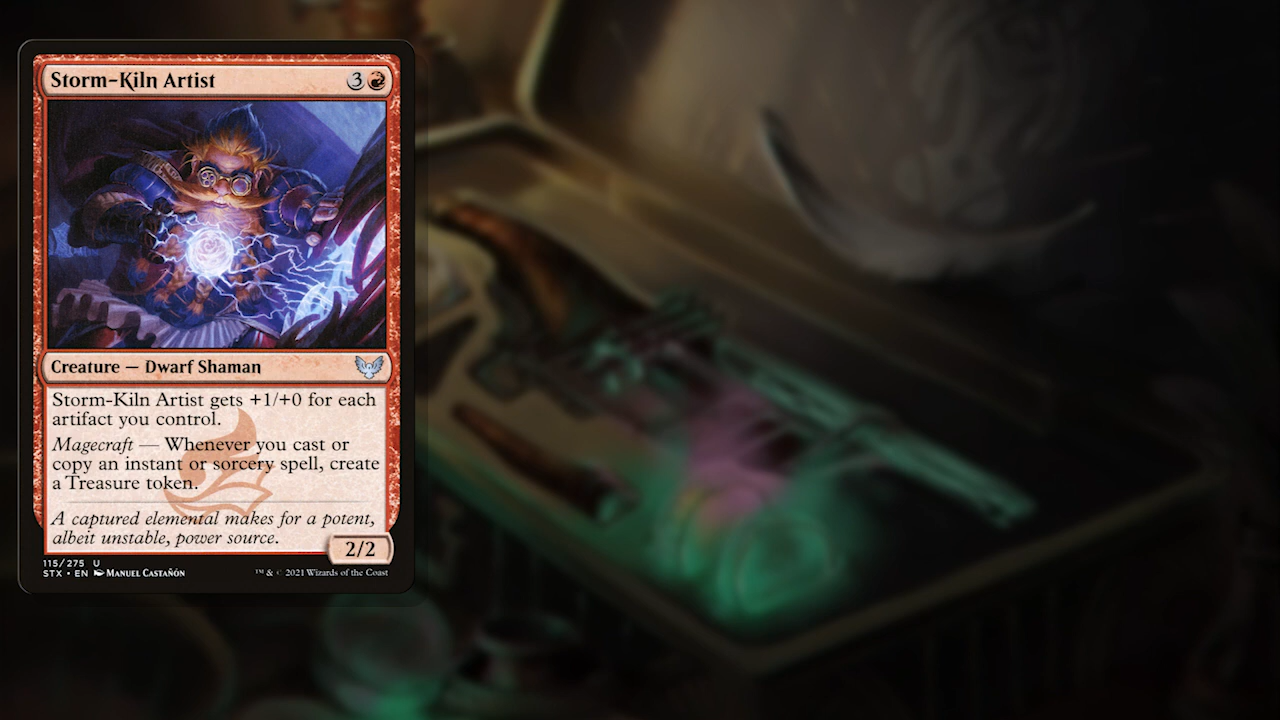 Storm-Kiln Artist 3
Creature — Dwarf Shaman
Storm-Kiln Artist gets +1/+0 for each
artifact you control.
Magecraft — Whenever you cast or
copy an instant or sorcery spell, create
a Treasure token.
A captured elemental makes for a potent,
albeit unstable, power source.
2/2
115/275 U
STX • EN Manuel Castañón
™ & © 2021 Wizards of the Coast